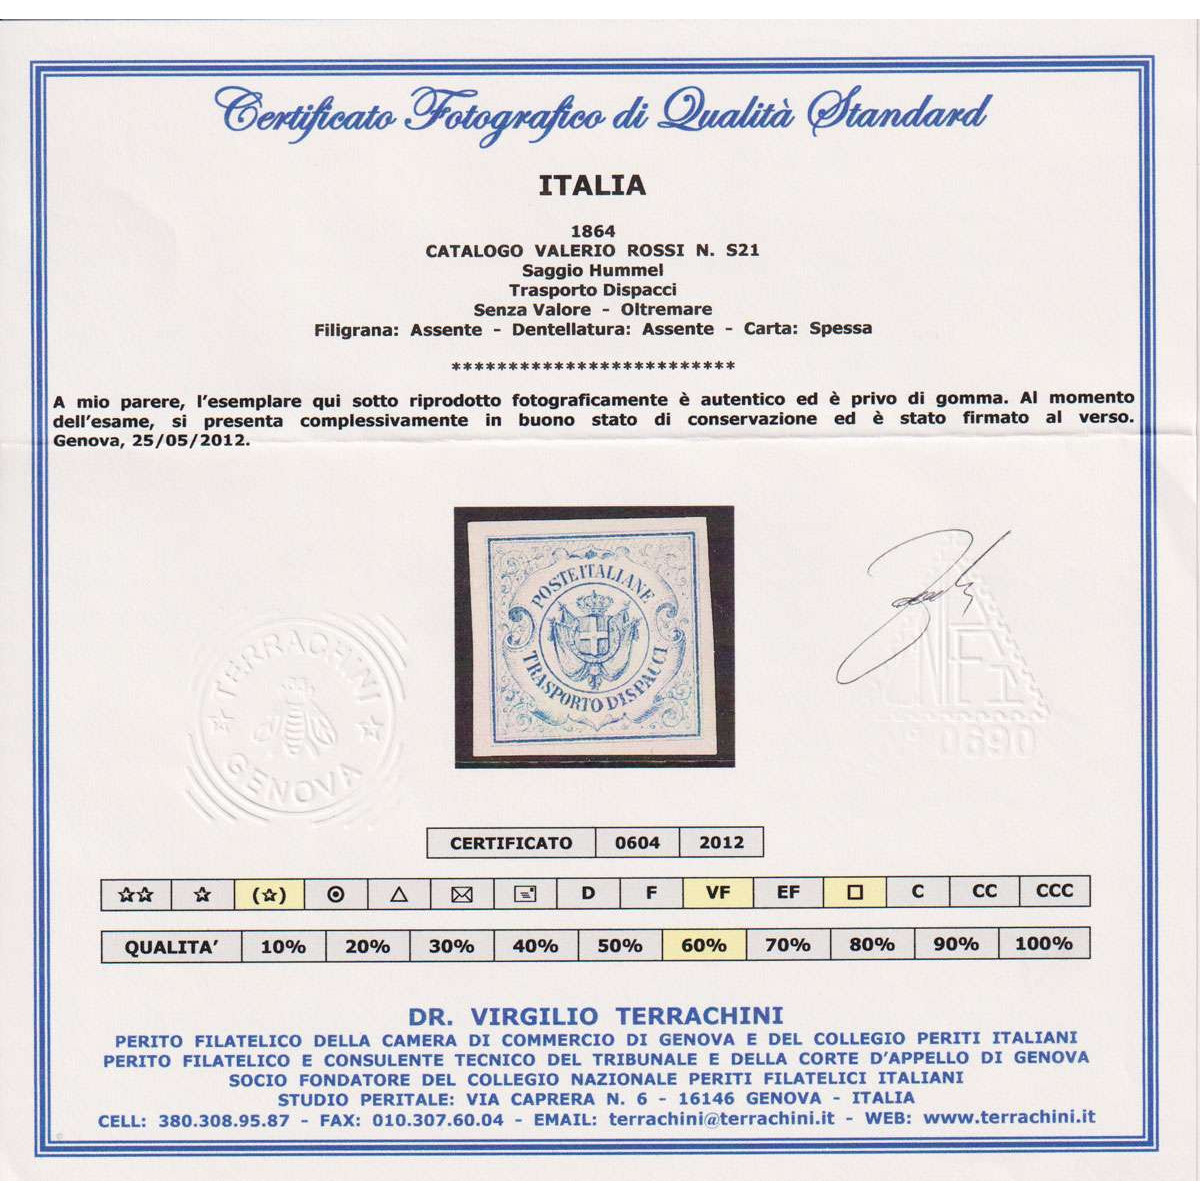 Certificato Fotografico di Qualità Standard
ITALIA
1864
CATALOGO VALERIO ROSSI N. S21
Saggio Hummel
Trasporto Dispacci
Senza Valore - Oltremare
Filigrana: Assente - Dentellatura: Assente - Carta: Spessa
*************************
A mio parere, l'esemplare qui sotto riprodotto fotograficamente è autentico ed è privo di gomma. Al momento
dell'esame, si presenta complessivamente in buono stato di conservazione ed è stato firmato al verso.
Genova, 25/05/2012.
POSTE ITALIANE
TRASPORTO DISPACCI
TERRACHINI
GENOVA
N° 0690
CERTIFICATO 0604 2012
☆☆ ☆ (☆) ⊙ △ ✉ D F VF EF □ C CC CCC
QUALITA' 10% 20% 30% 40% 50% 60% 70% 80% 90% 100%
DR. VIRGILIO TERRACHINI
PERITO FILATELICO DELLA CAMERA DI COMMERCIO DI GENOVA E DEL COLLEGIO PERITI ITALIANI
PERITO FILATELICO E CONSULENTE TECNICO DEL TRIBUNALE E DELLA CORTE D'APPELLO DI GENOVA
SOCIO FONDATORE DEL COLLEGIO NAZIONALE PERITI FILATELICI ITALIANI
STUDIO PERITALE: VIA CAPRERA N. 6 - 16146 GENOVA - ITALIA
CELL: 380.308.95.87 - FAX: 010.307.60.04 - EMAIL: terrachini@terrachini.it - WEB: www.terrachini.it